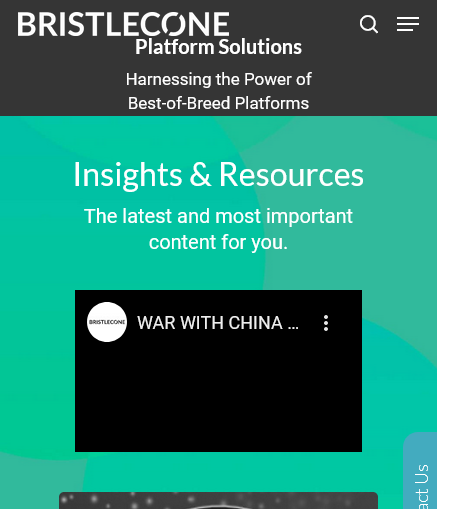 BRISTLECONE
Platform Solutions
Harnessing the Power of
Best-of-Breed Platforms
Insights & Resources
The latest and most important
content for you.
BRISTLECONE
WAR WITH CHINA ...
act Us